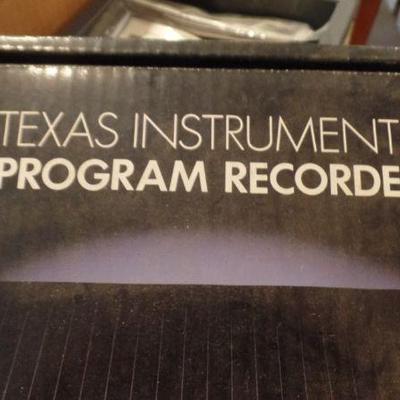 TEXAS INSTRUMENT
PROGRAM RECORDE